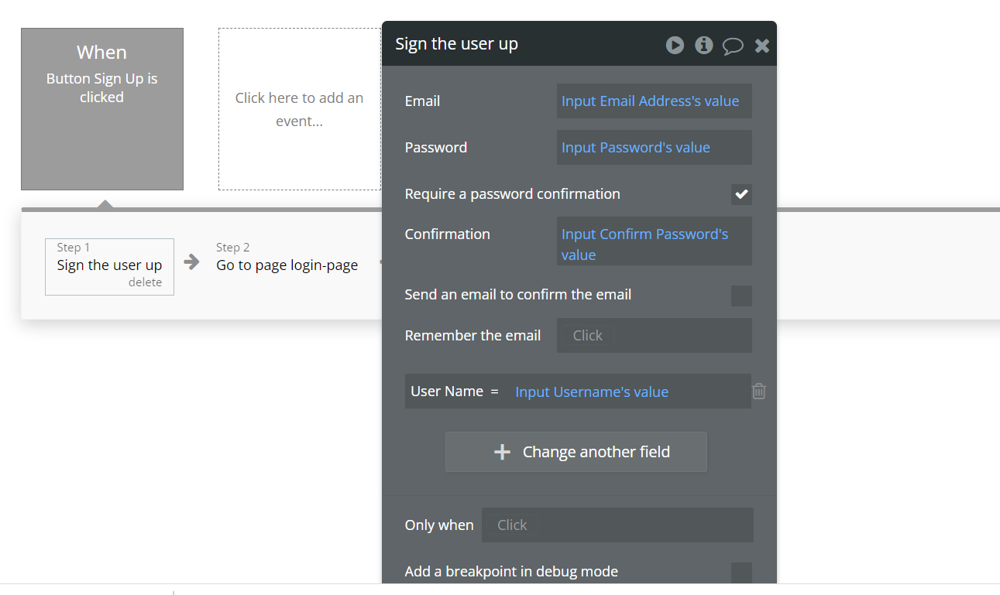 When
Button Sign Up is
clicked
Click here to add an
event...
Step 1
Sign the user up
delete
Step 2
Go to page login-page
Sign the user up
Email
Input Email Address's value
Password
Input Password's value
Require a password confirmation
Confirmation
Input Confirm Password's
value
Send an email to confirm the email
Remember the email
Click
User Name =
Input Username's value
Change another field
Only when
Click
Add a breakpoint in debug mode